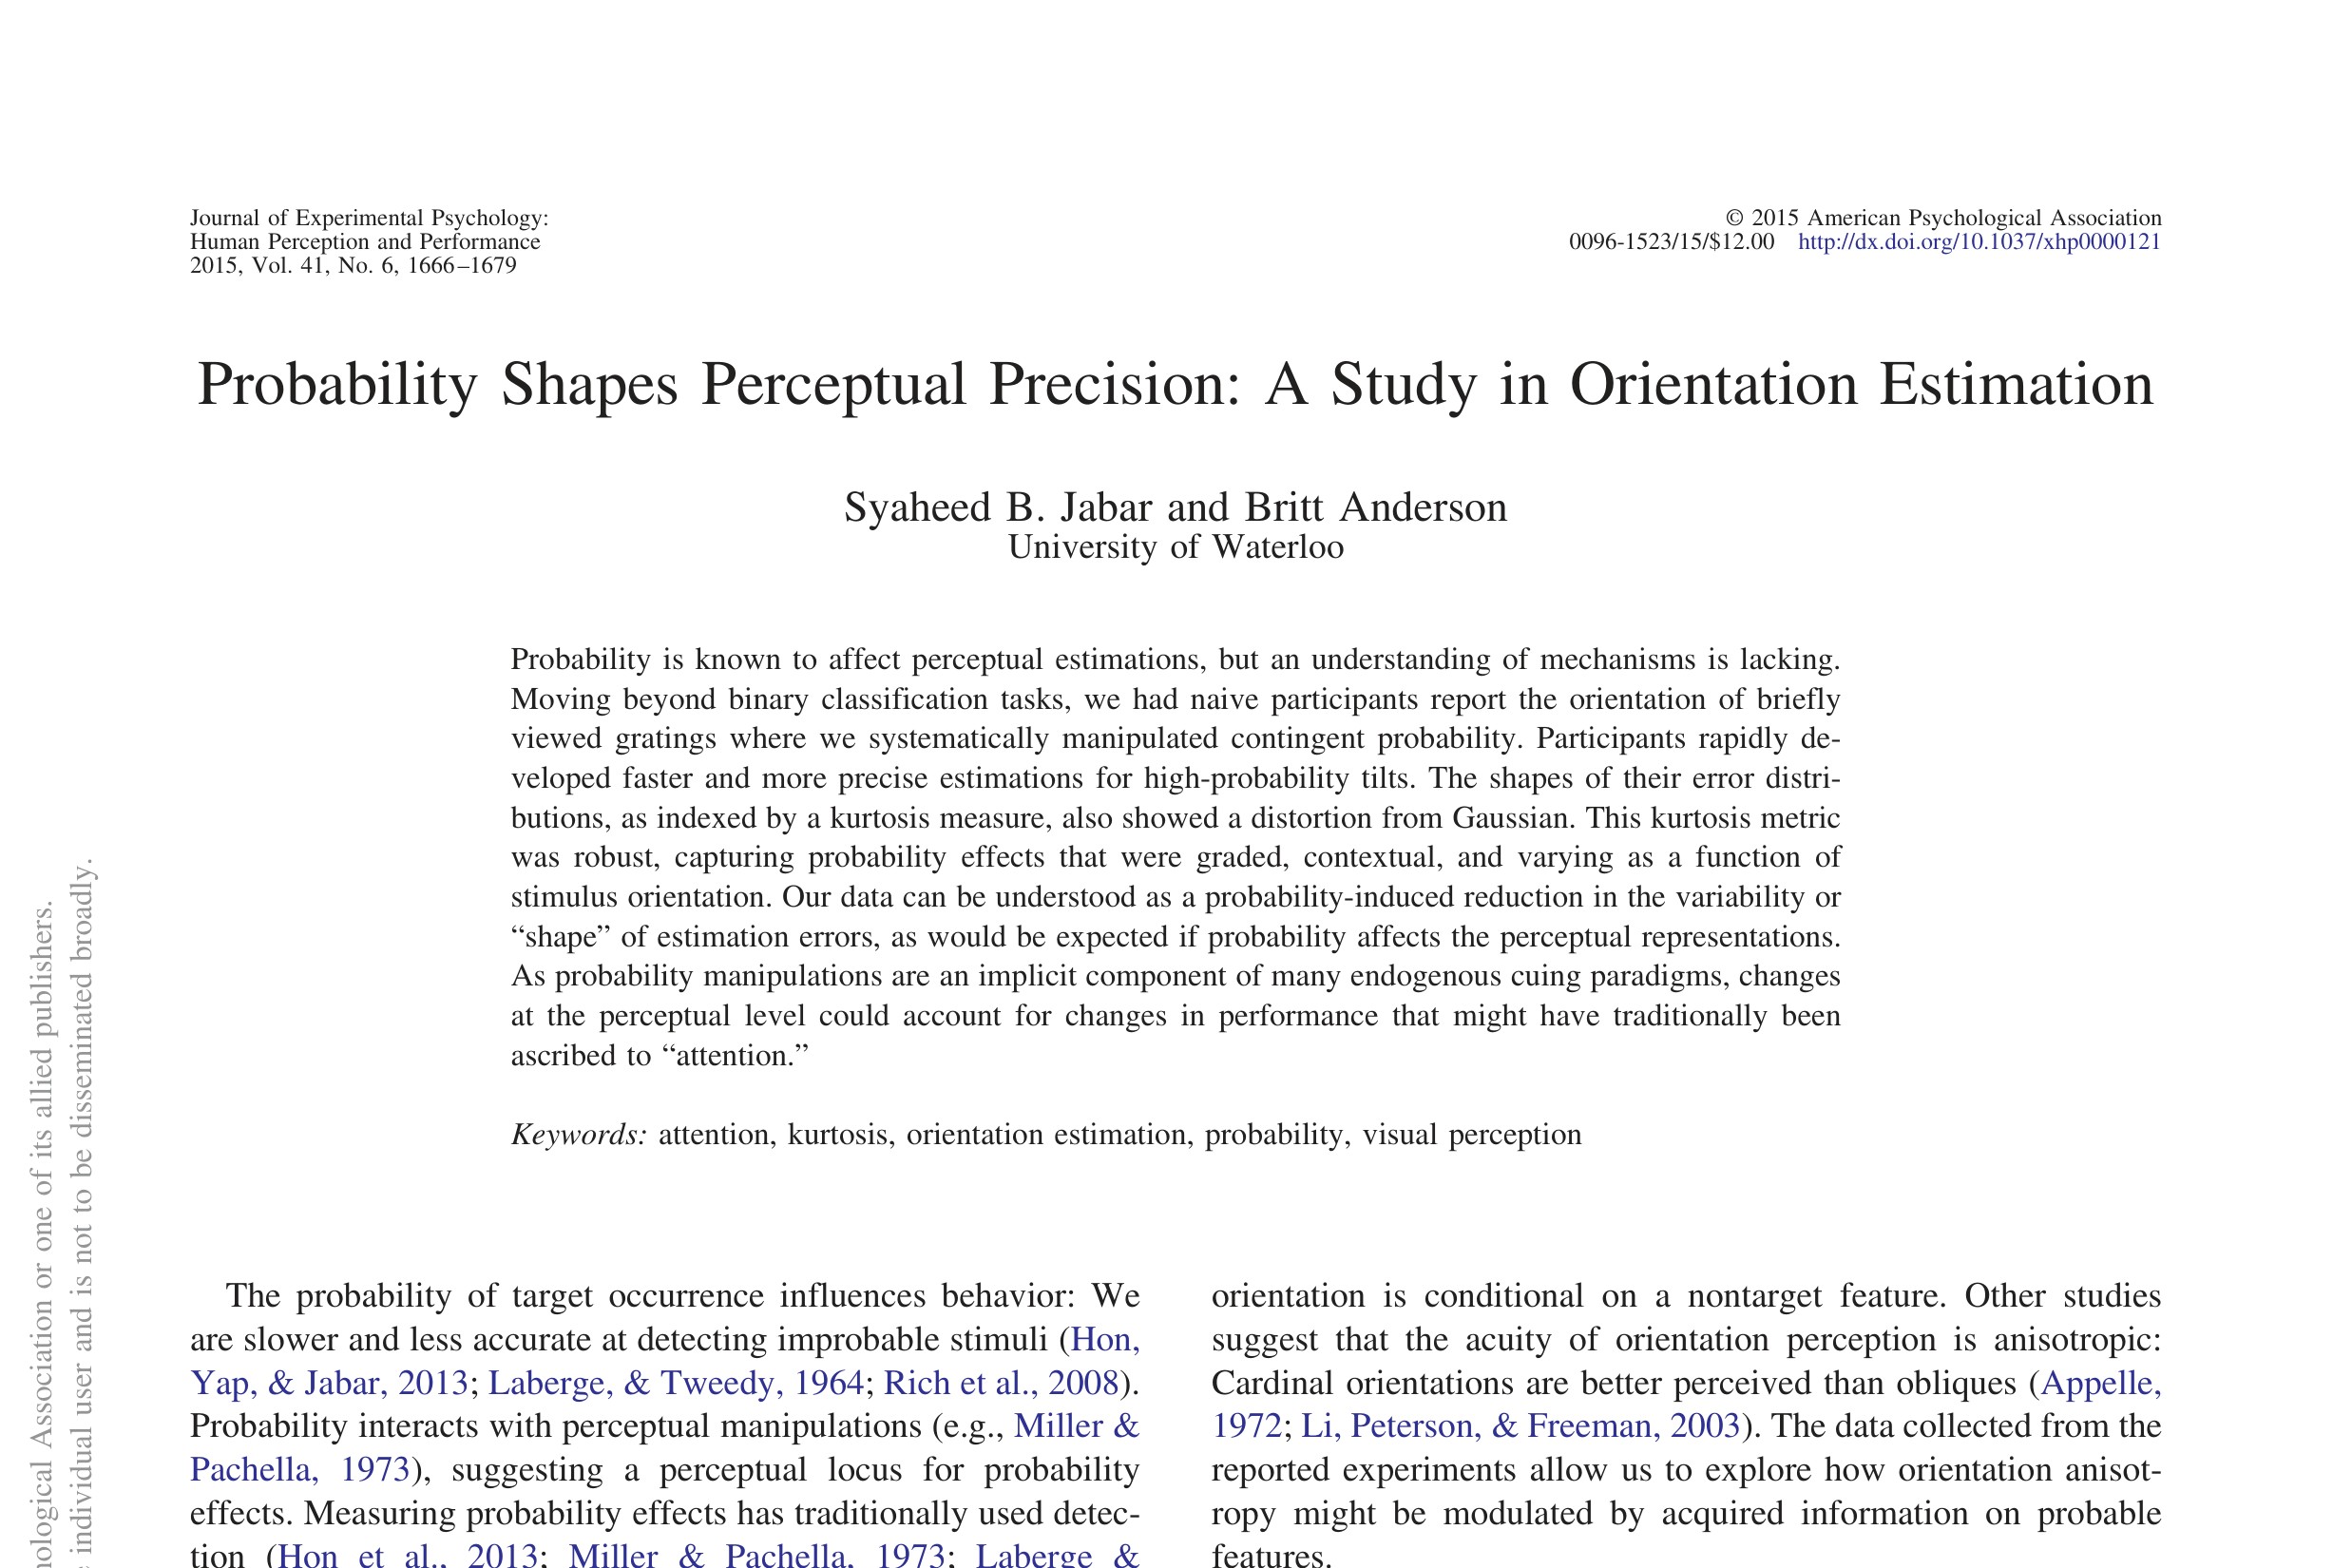 Journal of Experimental Psychology:
Human Perception and Performance
2015, Vol. 41, No. 6, 1666–1679
© 2015 American Psychological Association
0096-1523/15/$12.00 http://dx.doi.org/10.1037/xhp0000121
Probability Shapes Perceptual Precision: A Study in Orientation Estimation
Syaheed B. Jabar and Britt Anderson
University of Waterloo
Probability is known to affect perceptual estimations, but an understanding of mechanisms is lacking.
Moving beyond binary classification tasks, we had naive participants report the orientation of briefly
viewed gratings where we systematically manipulated contingent probability. Participants rapidly de-
veloped faster and more precise estimations for high-probability tilts. The shapes of their error distri-
butions, as indexed by a kurtosis measure, also showed a distortion from Gaussian. This kurtosis metric
was robust, capturing probability effects that were graded, contextual, and varying as a function of
stimulus orientation. Our data can be understood as a probability-induced reduction in the variability or
“shape” of estimation errors, as would be expected if probability affects the perceptual representations.
As probability manipulations are an implicit component of many endogenous cuing paradigms, changes
at the perceptual level could account for changes in performance that might have traditionally been
ascribed to “attention.”
Keywords: attention, kurtosis, orientation estimation, probability, visual perception
The probability of target occurrence influences behavior: We
are slower and less accurate at detecting improbable stimuli (Hon,
Yap, & Jabar, 2013; Laberge, & Tweedy, 1964; Rich et al., 2008).
Probability interacts with perceptual manipulations (e.g., Miller &
Pachella, 1973), suggesting a perceptual locus for probability
effects. Measuring probability effects has traditionally used detec-
tion (Hon et al., 2013; Miller & Pachella, 1973; Laberge &
orientation is conditional on a nontarget feature. Other studies
suggest that the acuity of orientation perception is anisotropic:
Cardinal orientations are better perceived than obliques (Appelle,
1972; Li, Peterson, & Freeman, 2003). The data collected from the
reported experiments allow us to explore how orientation anisot-
ropy might be modulated by acquired information on probable
features.
Association or one of its allied publishers.
individual user and is not to be disseminated broadly.